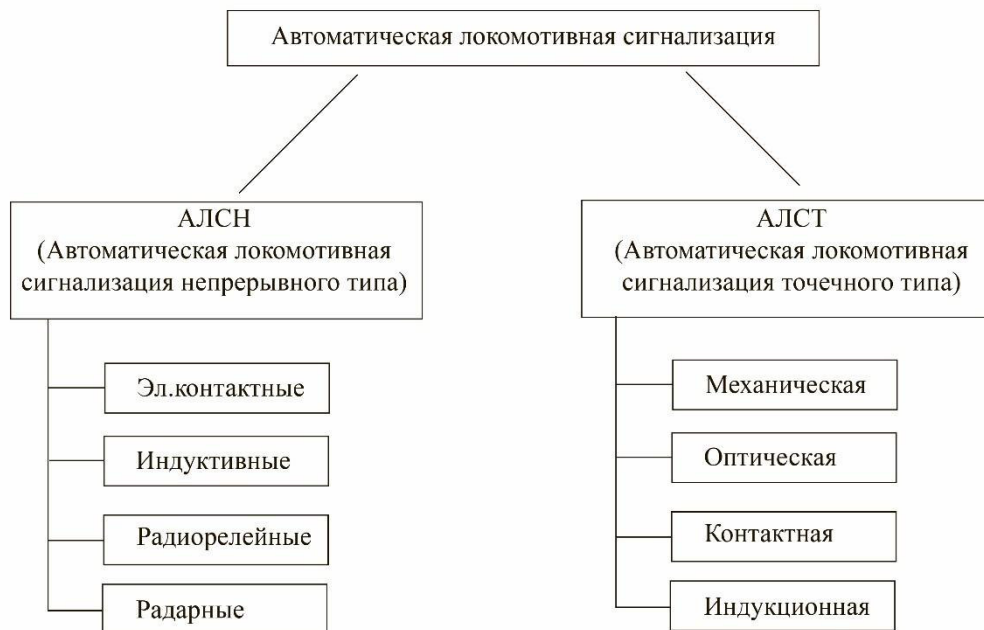 Автоматическая локомотивная сигнализация
АЛСН
(Автоматическая локомотивная
сигнализация непрерывного типа)
Эл.контактные
Индуктивные
Радиорелейные
Радарные
АЛСТ
(Автоматическая локомотивная
сигнализация точечного типа)
Механическая
Оптическая
Контактная
Индукционная